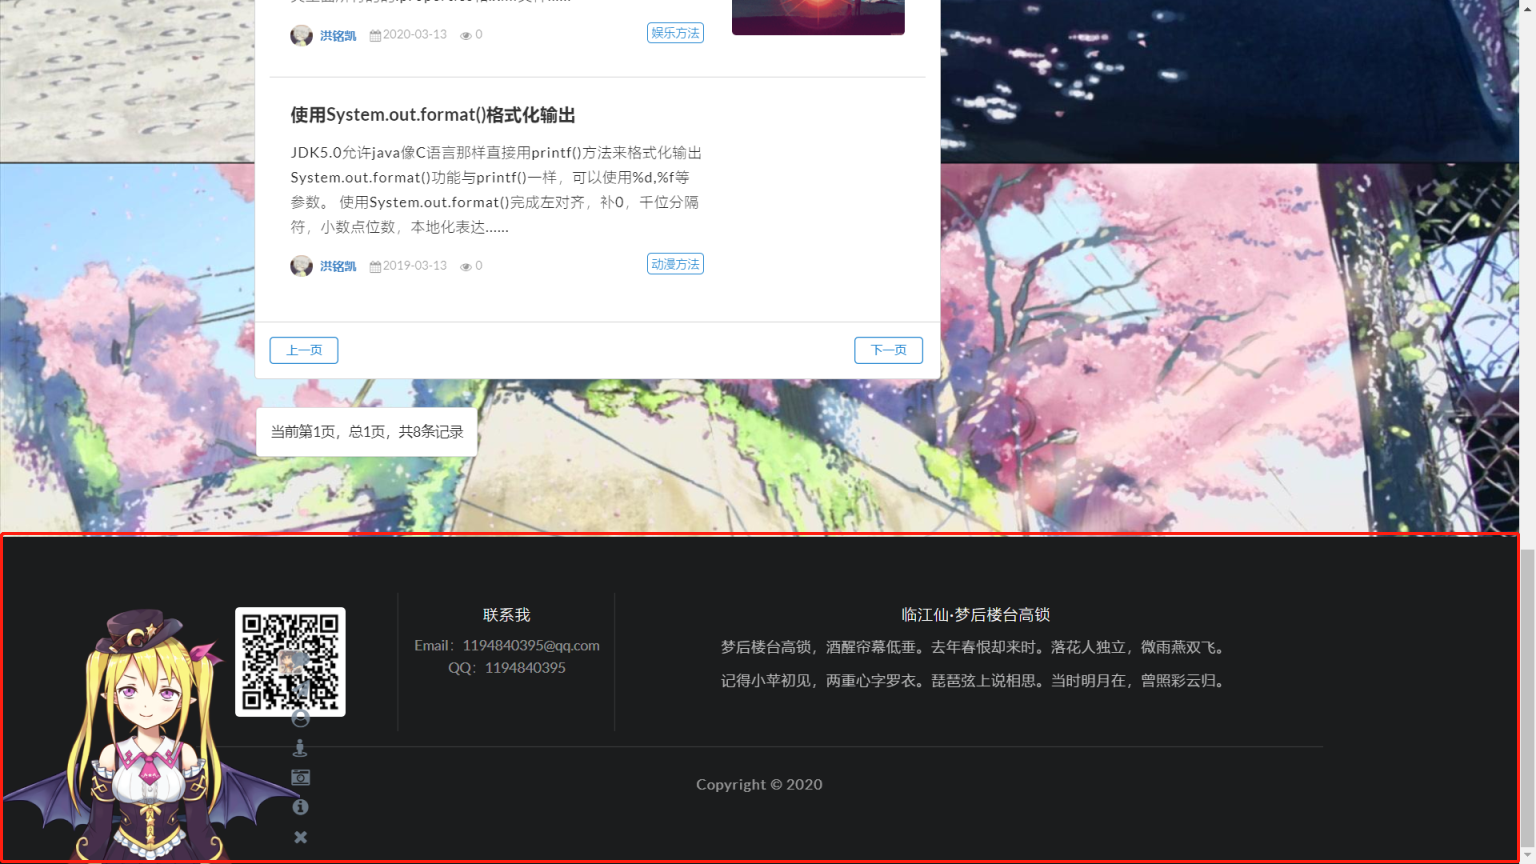 洪铭凯 2020-03-13 0 娱乐方法
使用System.out.format()格式化输出
JDK5.0允许java像C语言那样直接用printf()方法来格式化输出
System.out.format()功能与printf()一样，可以使用%d,%f等
参数。 使用System.out.format()完成左对齐，补0，千位分隔
符，小数点位数，本地化表达......
洪铭凯 2019-03-13 0 动漫方法
上一页 下一页
当前第1页，总1页，共8条记录
联系我
Email：1194840395@qq.com
QQ：1194840395
临江仙·梦后楼台高锁
梦后楼台高锁，酒醒帘幕低垂。去年春恨却来时。落花人独立，微雨燕双飞。
记得小苹初见，两重心字罗衣。琵琶弦上说相思。当时明月在，曾照彩云归。
Copyright © 2020